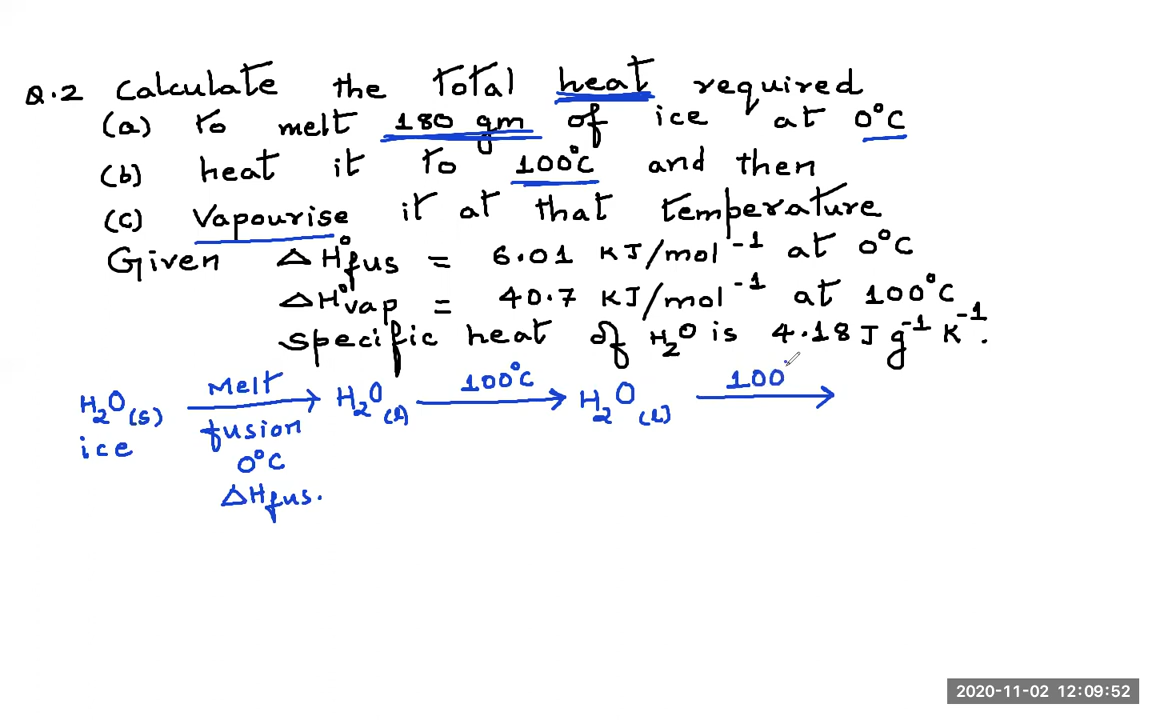 Q.2 Calculate the total heat required
(a) to melt 180 gm of ice at 0°C
(b) heat it to 100°C and then
(c) Vapourise it at that temperature
Given ΔH°fus = 6.01 KJ/mol⁻¹ at 0°C
ΔH°vap = 40.7 KJ/mol⁻¹ at 100°C
specific heat of H₂O is 4.18 J g⁻¹ K⁻¹.
H₂O(s) Melt H₂O(l) 100°C H₂O(l) 100
ice fusion
0°C
ΔHfus.
2020-11-02 12:09:52